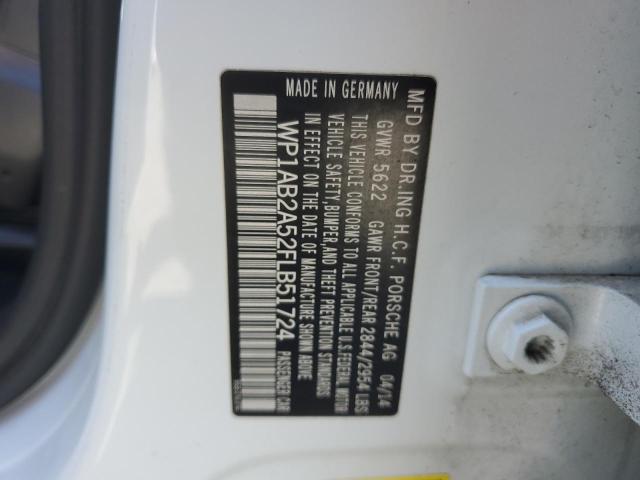 MFD BY DR.ING H.C.F. PORSCHE AG 04/14
GVWR 5622 GAWR FRONT/REAR 2844/2954 LBS
THIS VEHICLE CONFORMS TO ALL APPLICABLE U.S.FEDERAL MOTOR
VEHICLE SAFETY,BUMPER,AND THEFT PREVENTION STANDARDS
IN EFFECT ON THE DATE OF MANUFACTURE SHOWN ABOVE
WP1AB2A52FLB51724 PASSENGER CAR
MADE IN GERMANY